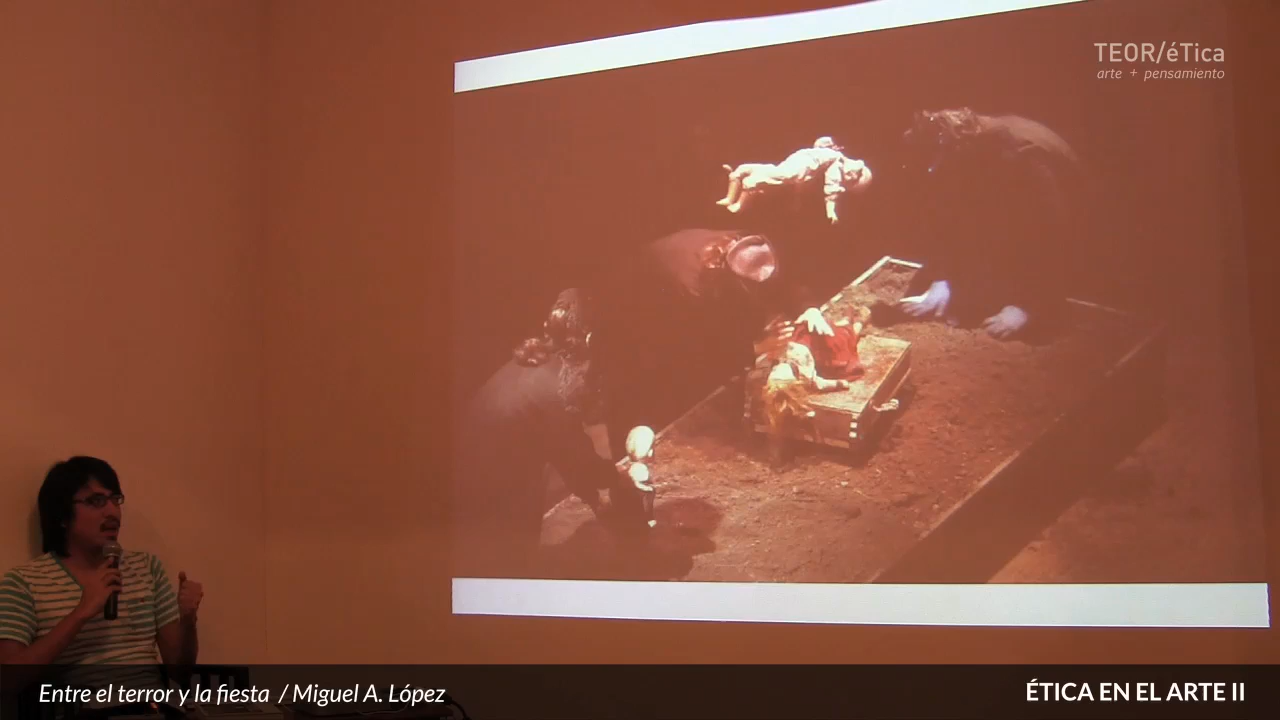 TEOR/éTica
arte + pensamiento
Entre el terror y la fiesta / Miguel A. López
ÉTICA EN EL ARTE II